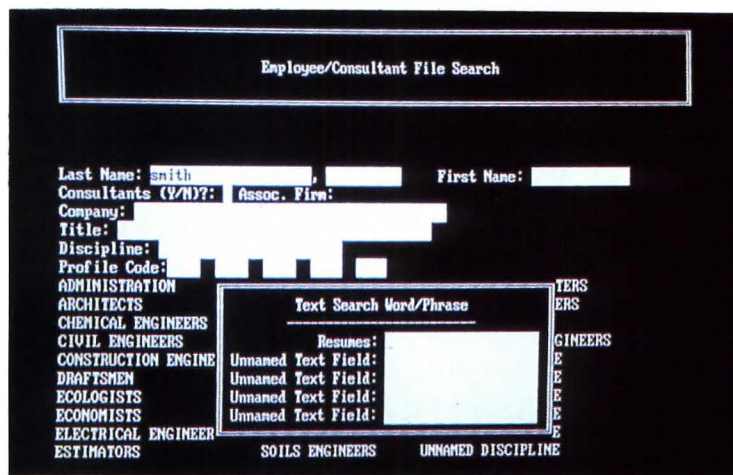 Employee/Consultant File Search
Last Name: smith , First Name:
Consultants (Y/N)?: Assoc. Firm:
Company:
Title:
Discipline:
Profile Code:
ADMINISTRATION TERS
ARCHITECTS Text Search Word/Phrase ERS
CHEMICAL ENGINEERS
CIVIL ENGINEERS Resumes: GINEERS
CONSTRUCTION ENGINE Unnamed Text Field: E
DRAFTSMEN Unnamed Text Field: E
ECOLOGISTS Unnamed Text Field: E
ECONOMISTS Unnamed Text Field: E
ELECTRICAL ENGINEER E
ESTIMATORS SOILS ENGINEERS UNNAMED DISCIPLINE